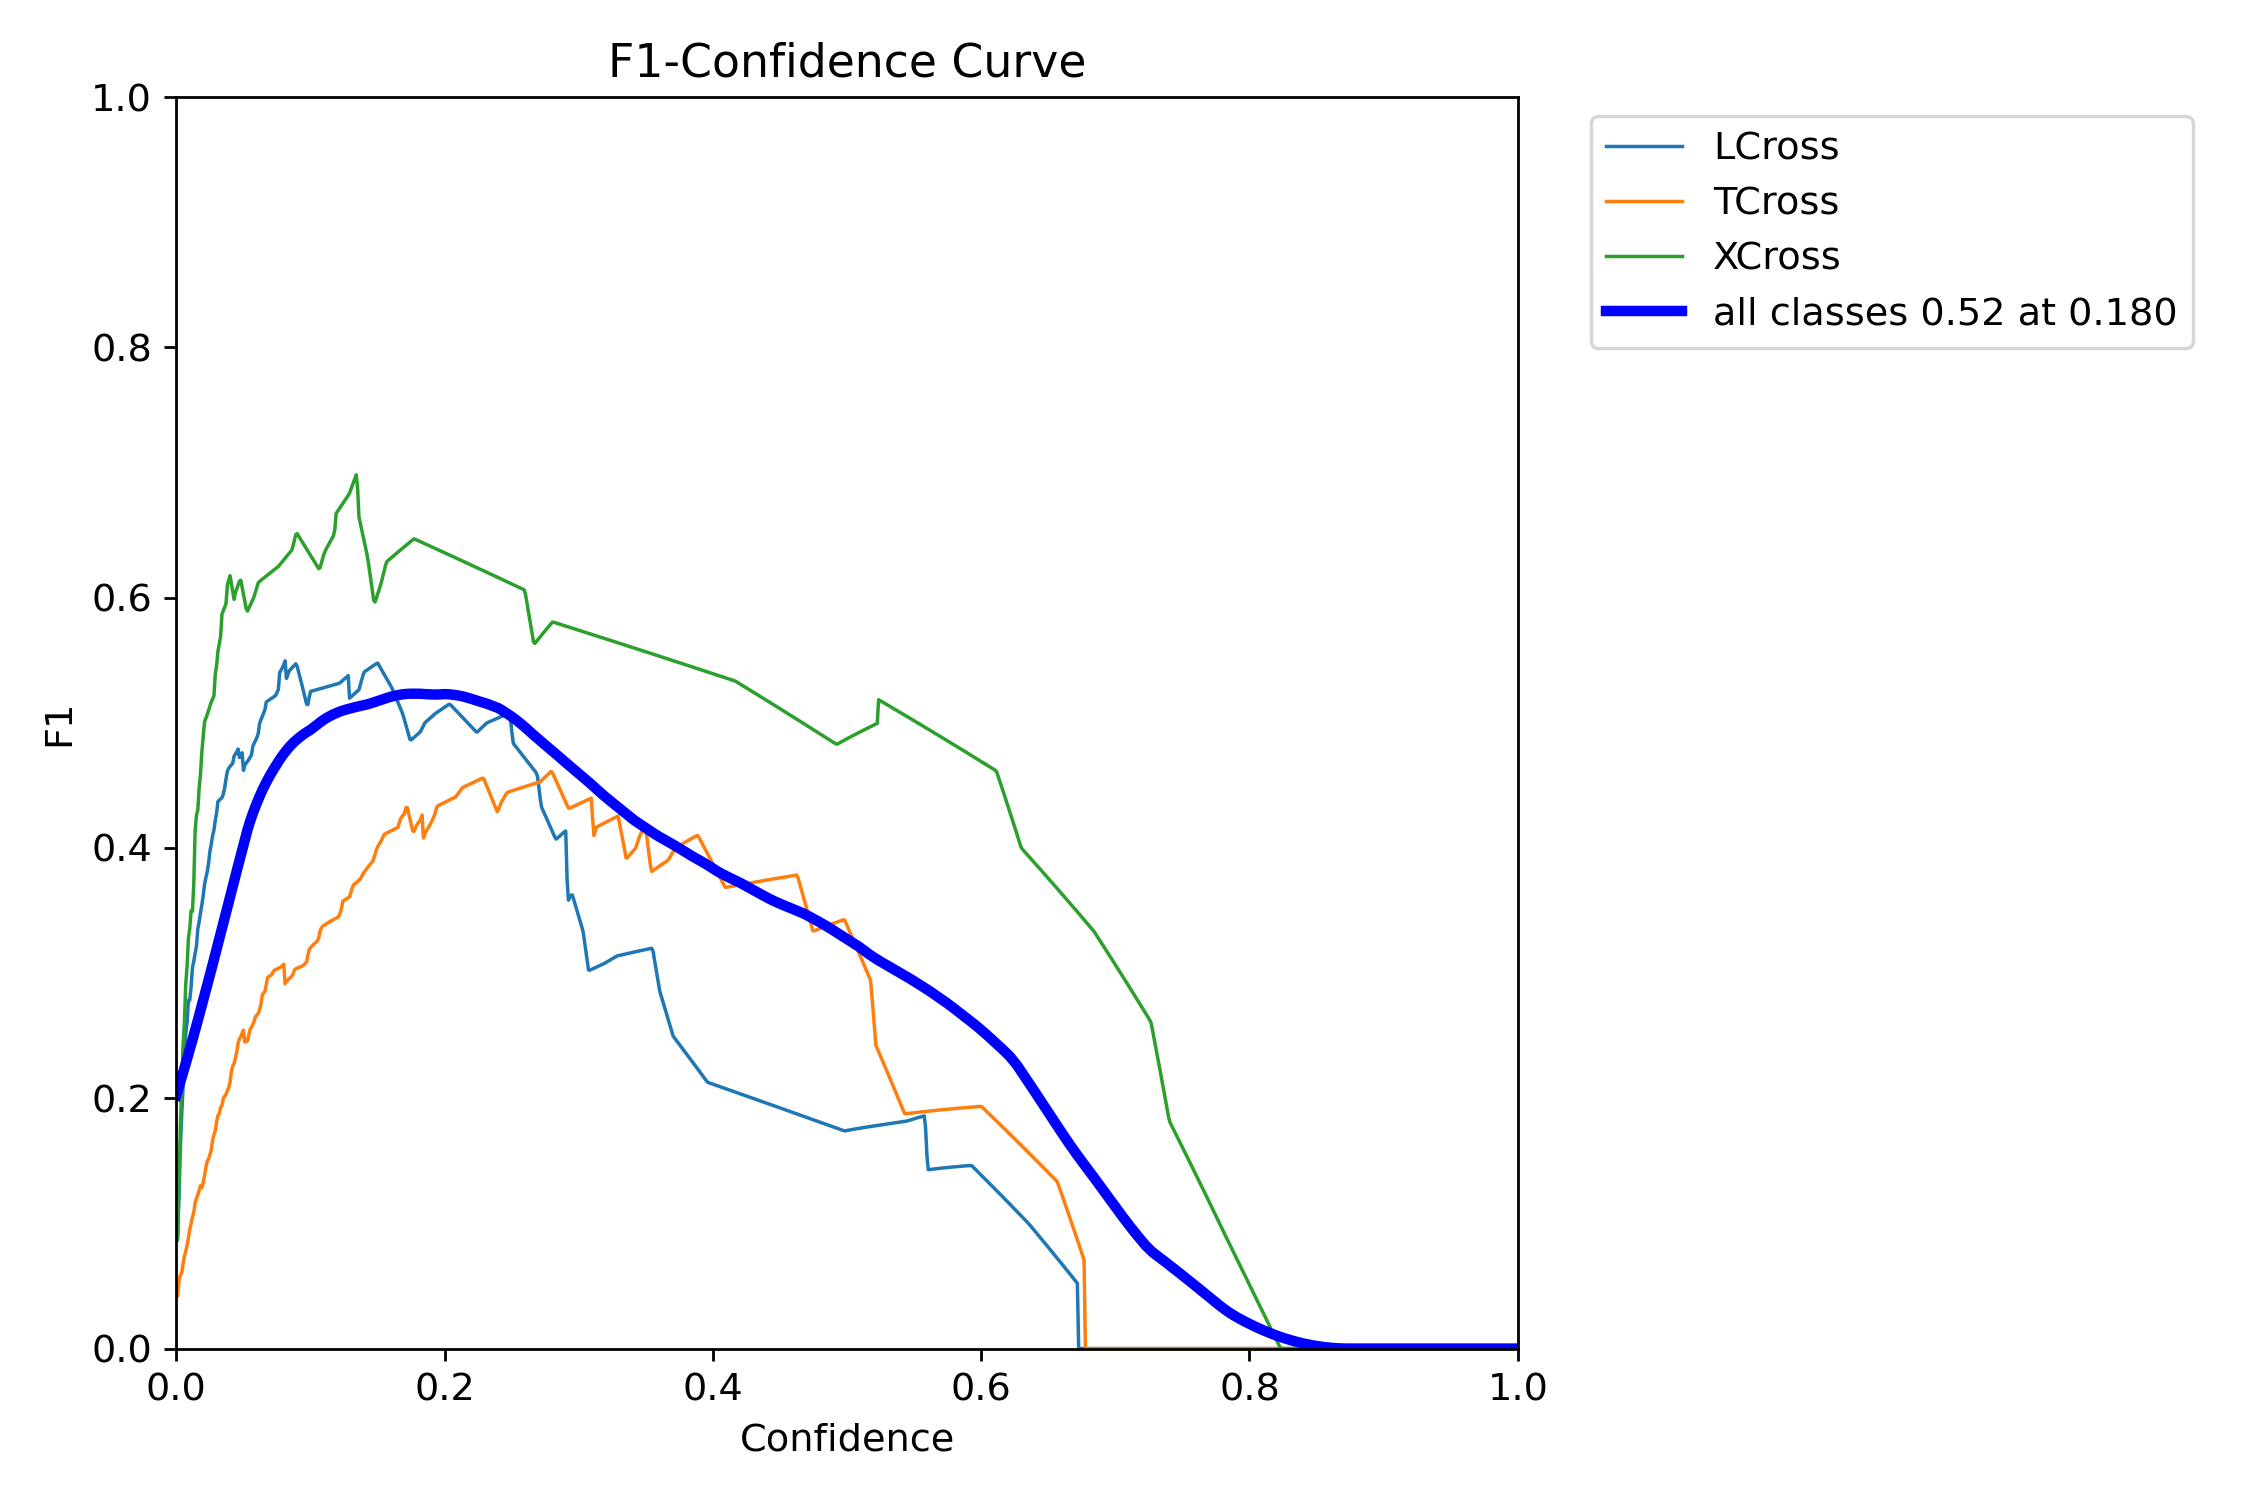 F1-Confidence Curve
1.0
0.8
0.6
0.4
0.2
0.0
F1
0.0 0.2 0.4 0.6 0.8 1.0
Confidence
LCross
TCross
XCross
all classes 0.52 at 0.180